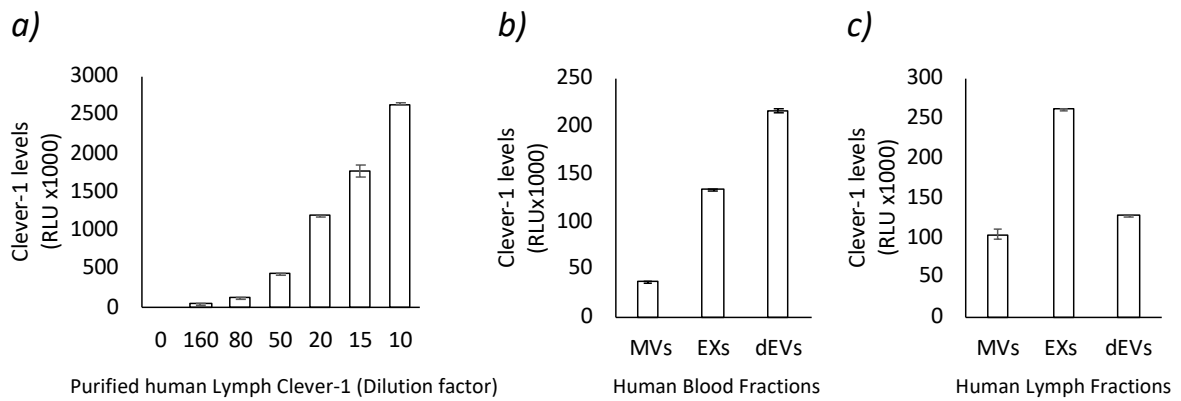 a)
Clever-1 levels
(RLU x1000)
3000
2500
2000
1500
1000
500
0
0 160 80 50 20 15 10
Purified human Lymph Clever-1 (Dilution factor)
b)
Clever-1 levels
(RLUx1000)
250
200
150
100
50
0
MVs EXs dEVs
Human Blood Fractions
c)
Clever-1 levels
(RLU x1000)
300
250
200
150
100
50
0
MVs EXs dEVs
Human Lymph Fractions